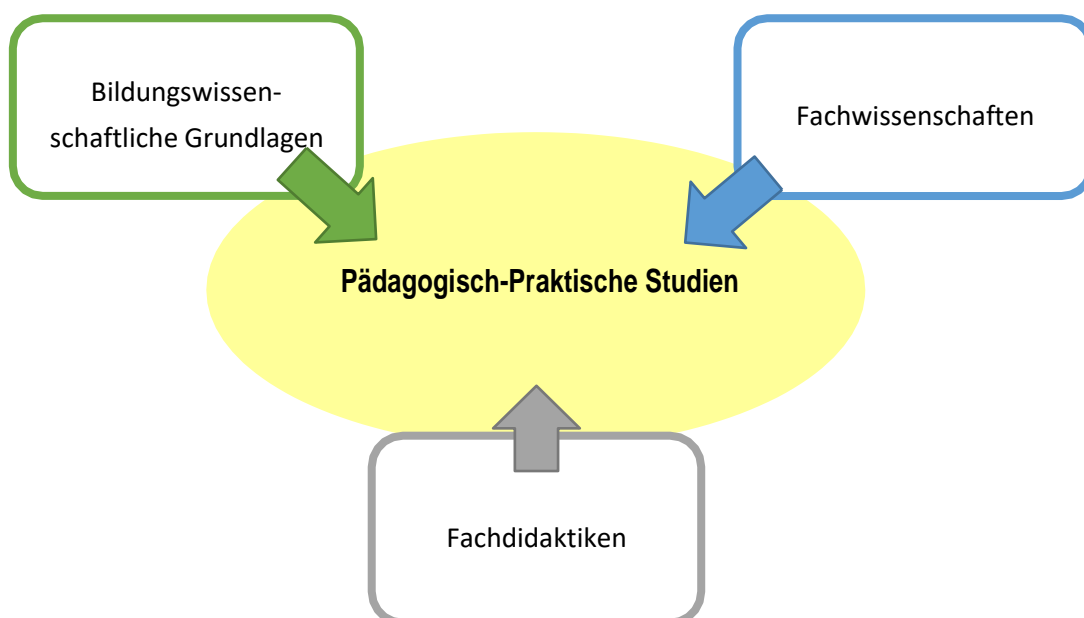 Bildungswissen-
schaftliche Grundlagen
Fachwissenschaften
Pädagogisch-Praktische Studien
Fachdidaktiken